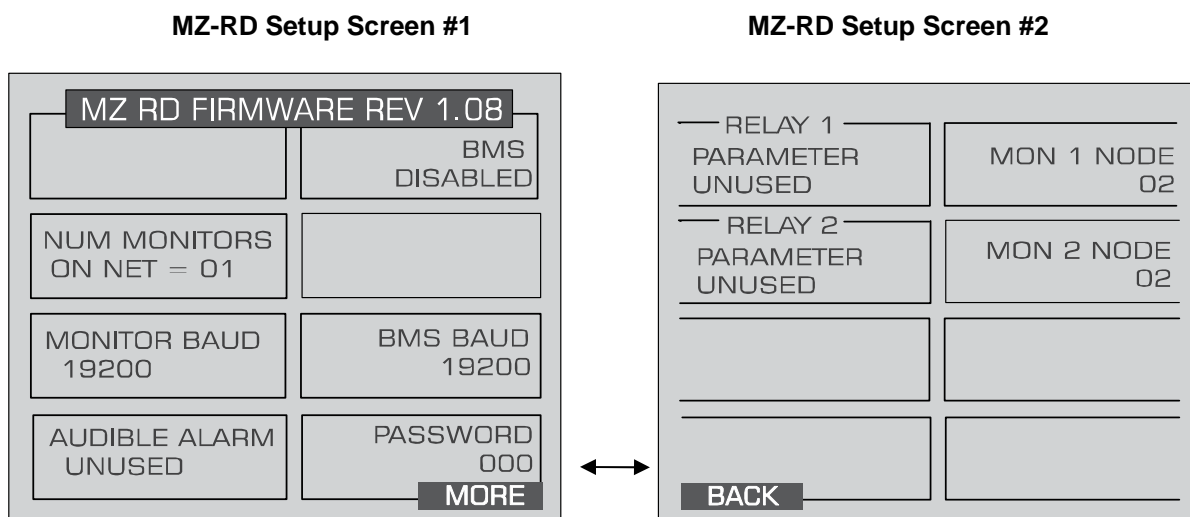 MZ-RD Setup Screen #1
MZ RD FIRMWARE REV 1.08
BMS
DISABLED
NUM MONITORS
ON NET = 01
MONITOR BAUD
19200
BMS BAUD
19200
AUDIBLE ALARM
UNUSED
PASSWORD
000
MORE
MZ-RD Setup Screen #2
RELAY 1
PARAMETER
UNUSED
MON 1 NODE
02
RELAY 2
PARAMETER
UNUSED
MON 2 NODE
02
BACK